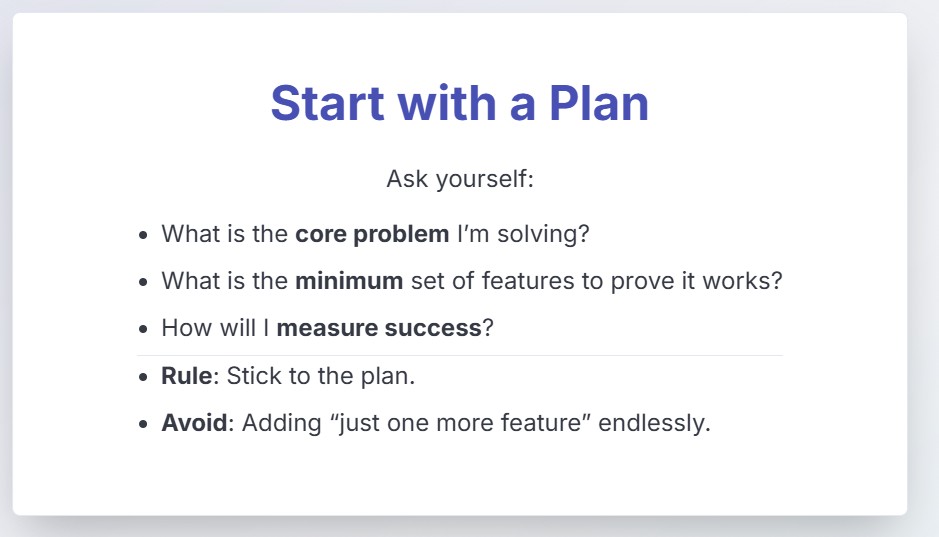 Start with a Plan
Ask yourself:
• What is the core problem I’m solving?
• What is the minimum set of features to prove it works?
• How will I measure success?
• Rule: Stick to the plan.
• Avoid: Adding “just one more feature” endlessly.